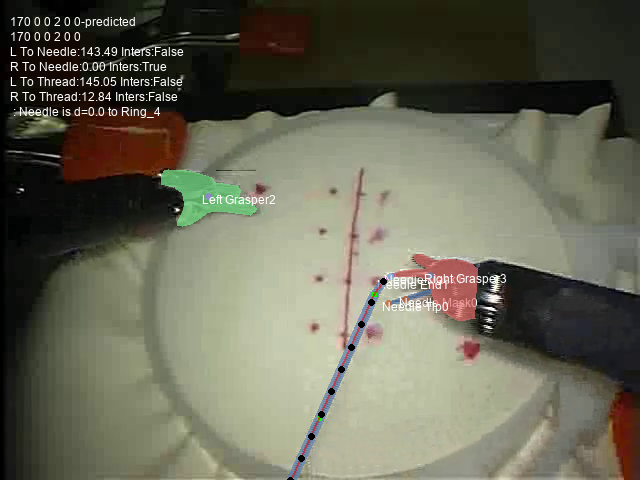 170 0 0 2 0 0-predicted
170 0 0 2 0 0
L To Needle:143.49 Inters:False
R To Needle:0.00 Inters:True
L To Thread:145.05 Inters:False
R To Thread:12.84 Inters:False
: Needle is d=0.0 to Ring_4
Left Grasper2
Right Grasper3
Needle End1
Needle Mask0
Needle Tip0